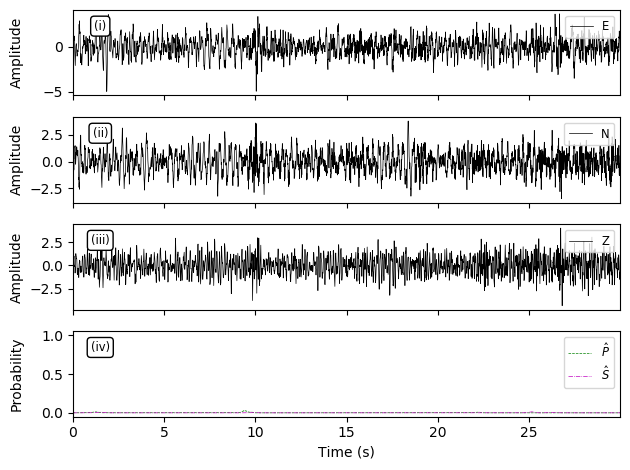 (i)
E
0
−5
Amplitude
(ii)
N
2.5
0.0
−2.5
Amplitude
(iii)
Z
2.5
0.0
−2.5
Amplitude
(iv)
P̂
Ŝ
1.0
0.5
0.0
Probability
0 5 10 15 20 25
Time (s)